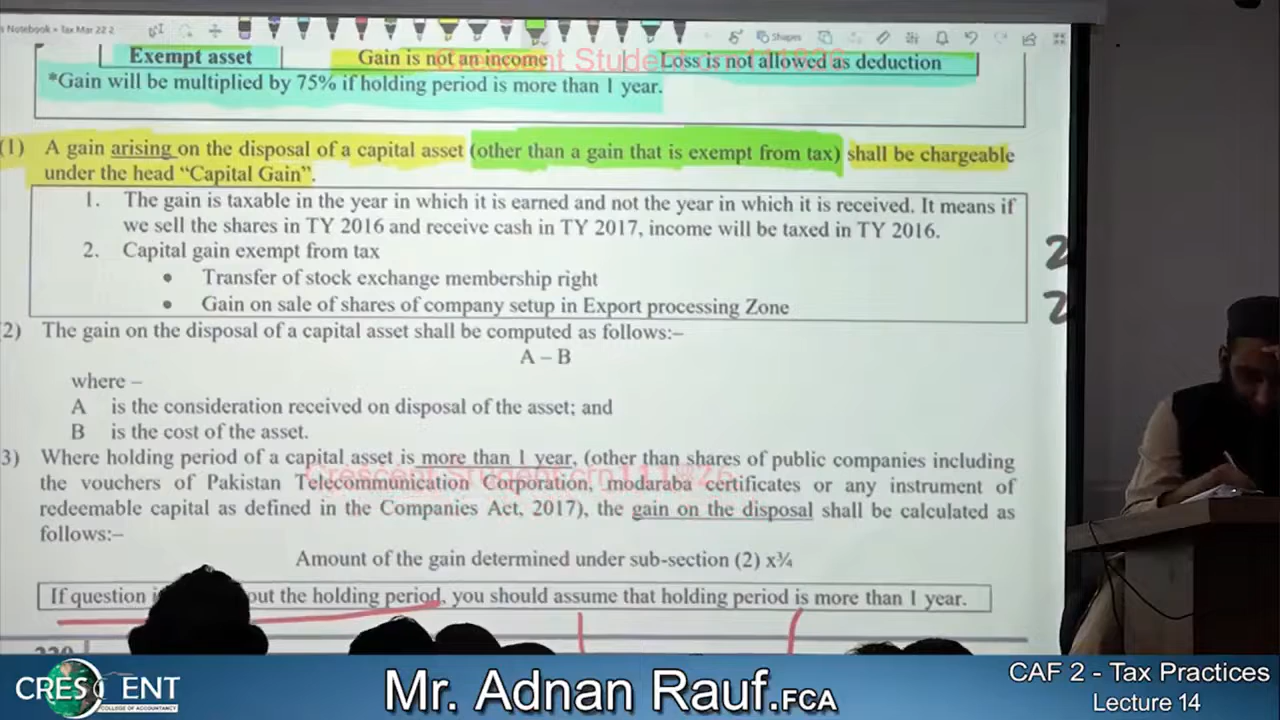 s Notebook » Tax Mar 22 2
Shapes
Exempt asset Gain is not an income Loss is not allowed as deduction
*Gain will be multiplied by 75% if holding period is more than 1 year.
(1) A gain arising on the disposal of a capital asset (other than a gain that is exempt from tax) shall be chargeable
under the head “Capital Gain”.
1. The gain is taxable in the year in which it is earned and not the year in which it is received. It means if
we sell the shares in TY 2016 and receive cash in TY 2017, income will be taxed in TY 2016.
2. Capital gain exempt from tax
• Transfer of stock exchange membership right
• Gain on sale of shares of company setup in Export processing Zone
2) The gain on the disposal of a capital asset shall be computed as follows:–
A – B
where –
A is the consideration received on disposal of the asset; and
B is the cost of the asset.
3) Where holding period of a capital asset is more than 1 year, (other than shares of public companies including
the vouchers of Pakistan Telecommunication Corporation, modaraba certificates or any instrument of
redeemable capital as defined in the Companies Act, 2017), the gain on the disposal shall be calculated as
follows:–
Amount of the gain determined under sub-section (2) x¾
If question out the holding period, you should assume that holding period is more than 1 year.
2
2
CRESCENT
COLLEGE OF ACCOUNTANCY
Mr. Adnan Rauf.FCA
CAF 2 - Tax Practices
Lecture 14